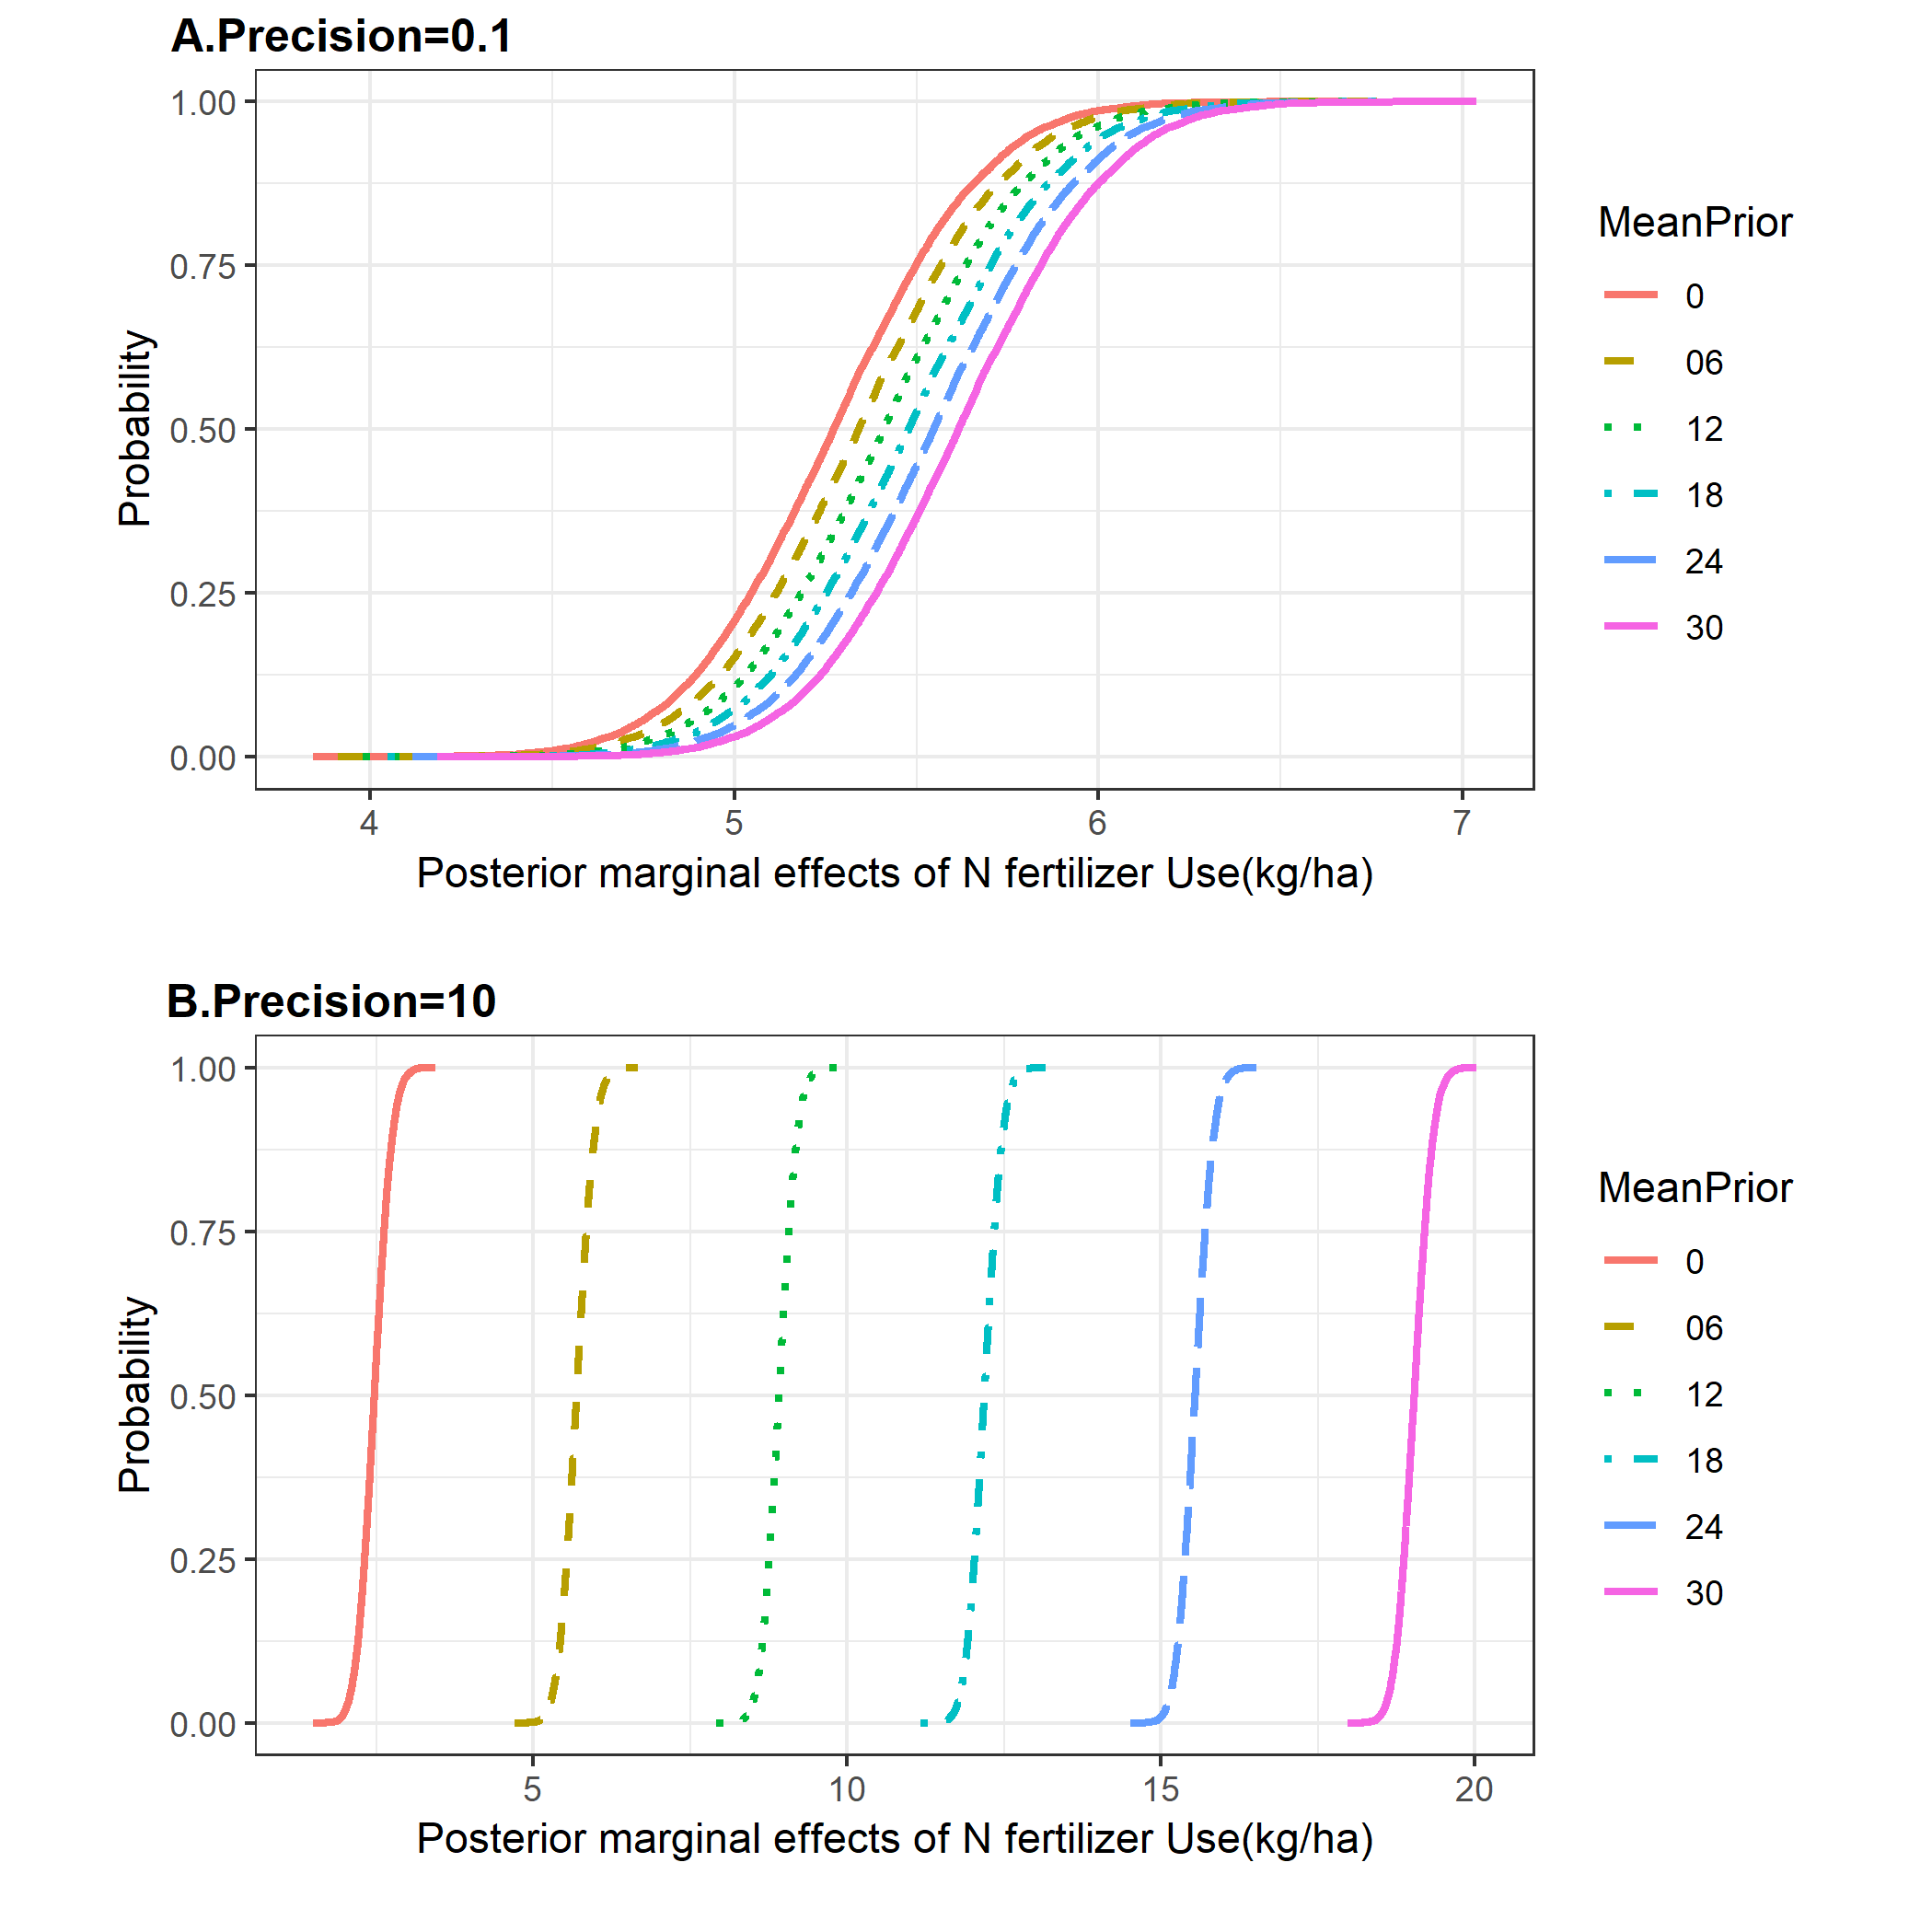 A.Precision=0.1
1.00
0.75
0.50
0.25
0.00
Probability
4 5 6 7
Posterior marginal effects of N fertilizer Use(kg/ha)
MeanPrior
0
06
12
18
24
30
B.Precision=10
1.00
0.75
0.50
0.25
0.00
Probability
5 10 15 20
Posterior marginal effects of N fertilizer Use(kg/ha)
MeanPrior
0
06
12
18
24
30